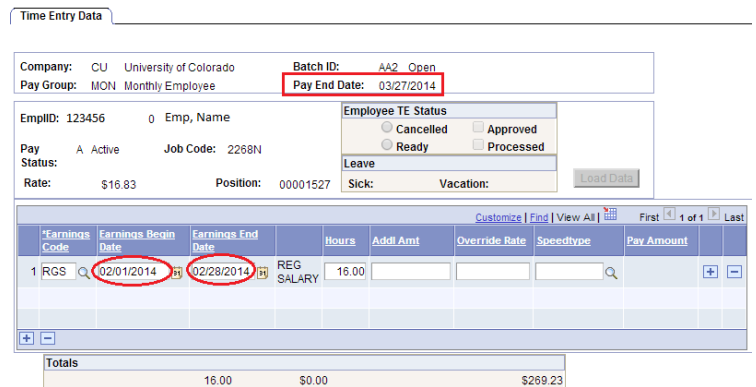 Time Entry Data
Company: CU University of Colorado Batch ID: AA2 Open
Pay Group: MON Monthly Employee Pay End Date: 03/27/2014
EmplID: 123456 0 Emp, Name Employee TE Status
Cancelled Approved
Pay Status: A Active Job Code: 2268N Ready Processed
Leave
Rate: $16.83 Position: 00001527 Sick: Vacation: Load Data
Customize | Find | View All | First 1 of 1 Last
*Earnings Code Earnings Begin Date Earnings End Date Hours Addl Amt Override Rate Speedtype Pay Amount
1 RGS 02/01/2014 02/28/2014 REG SALARY 16.00
Totals
16.00 $0.00 $269.23